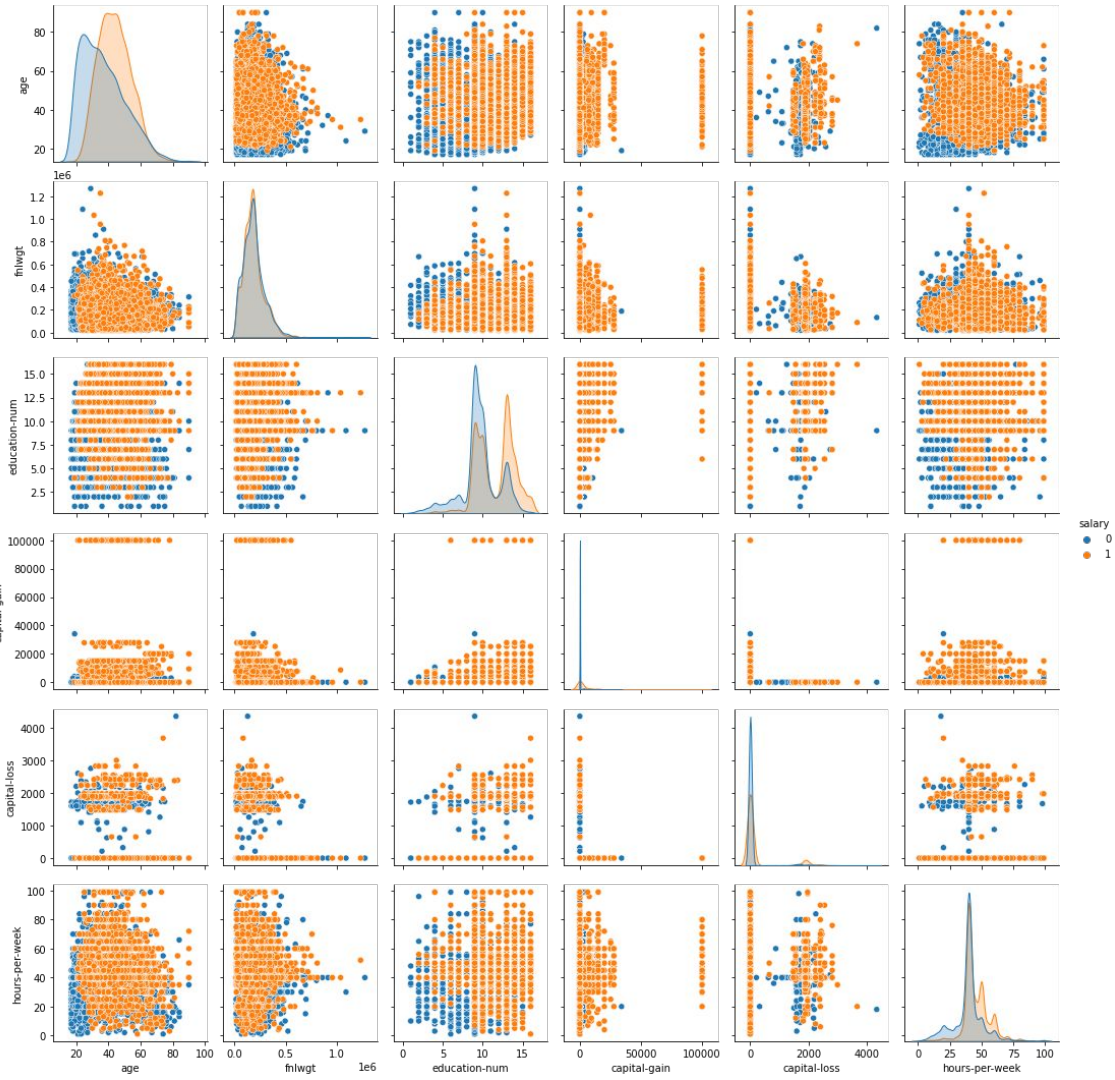 80
60
40
20
age
1e6
1.2
1.0
0.8
0.6
0.4
0.2
0.0
fnlwgt
15.0
12.5
10.0
7.5
5.0
2.5
education-num
salary
0
1
100000
80000
60000
40000
20000
0
4000
3000
2000
1000
0
capital-loss
100
80
60
40
20
0
hours-per-week
20 40 60 80 100
0.0 0.5 1.0
0 5 10 15
0 50000 100000
0 2000 4000
0 25 50 75 100
age fnlwgt 1e6 education-num capital-gain capital-loss hours-per-week